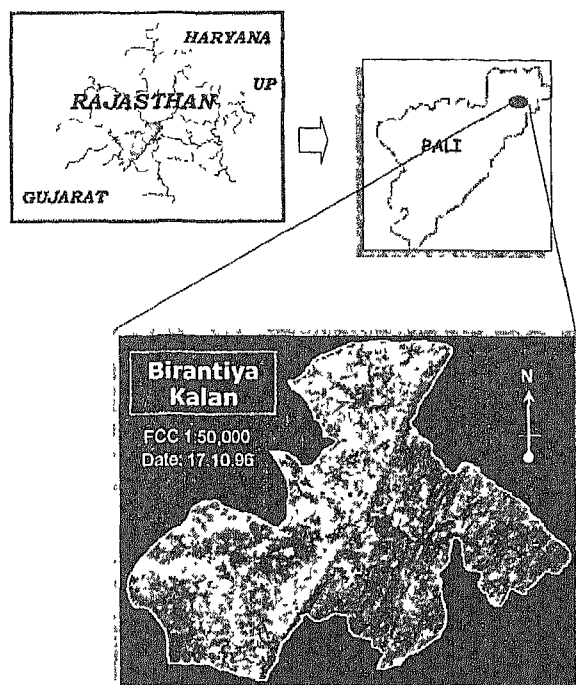 HARYANA
RAJASTHAN
UP
GUJARAT
PALI
Birantiya
Kalan
FCC 1:50,000
Date: 17.10.96
N